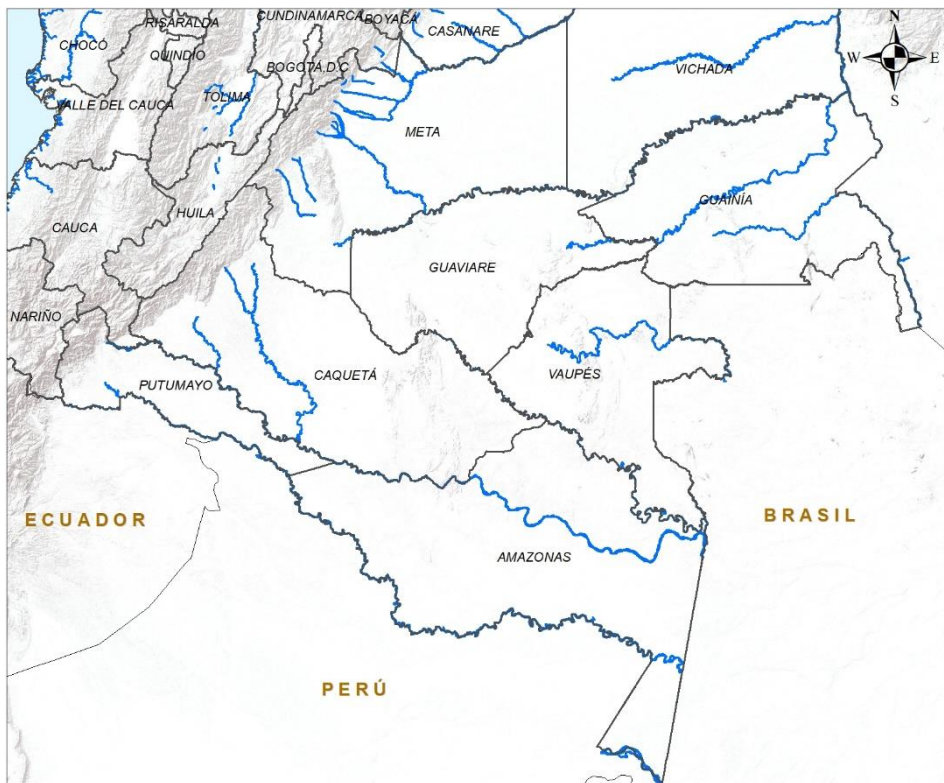 CUNDINAMARCA
BOYACÁ
RISARALDA
CASANARE
N
CHOCÓ
QUINDÍO
W
E
BOGOTÁ.D.C
VICHADA
S
VALLE DEL CAUCA
TOLIMA
META
GUAINÍA
HUILA
CAUCA
GUAVIARE
NARIÑO
CAQUETÁ
VAUPÉS
PUTUMAYO
BRASIL
ECUADOR
AMAZONAS
PERÚ